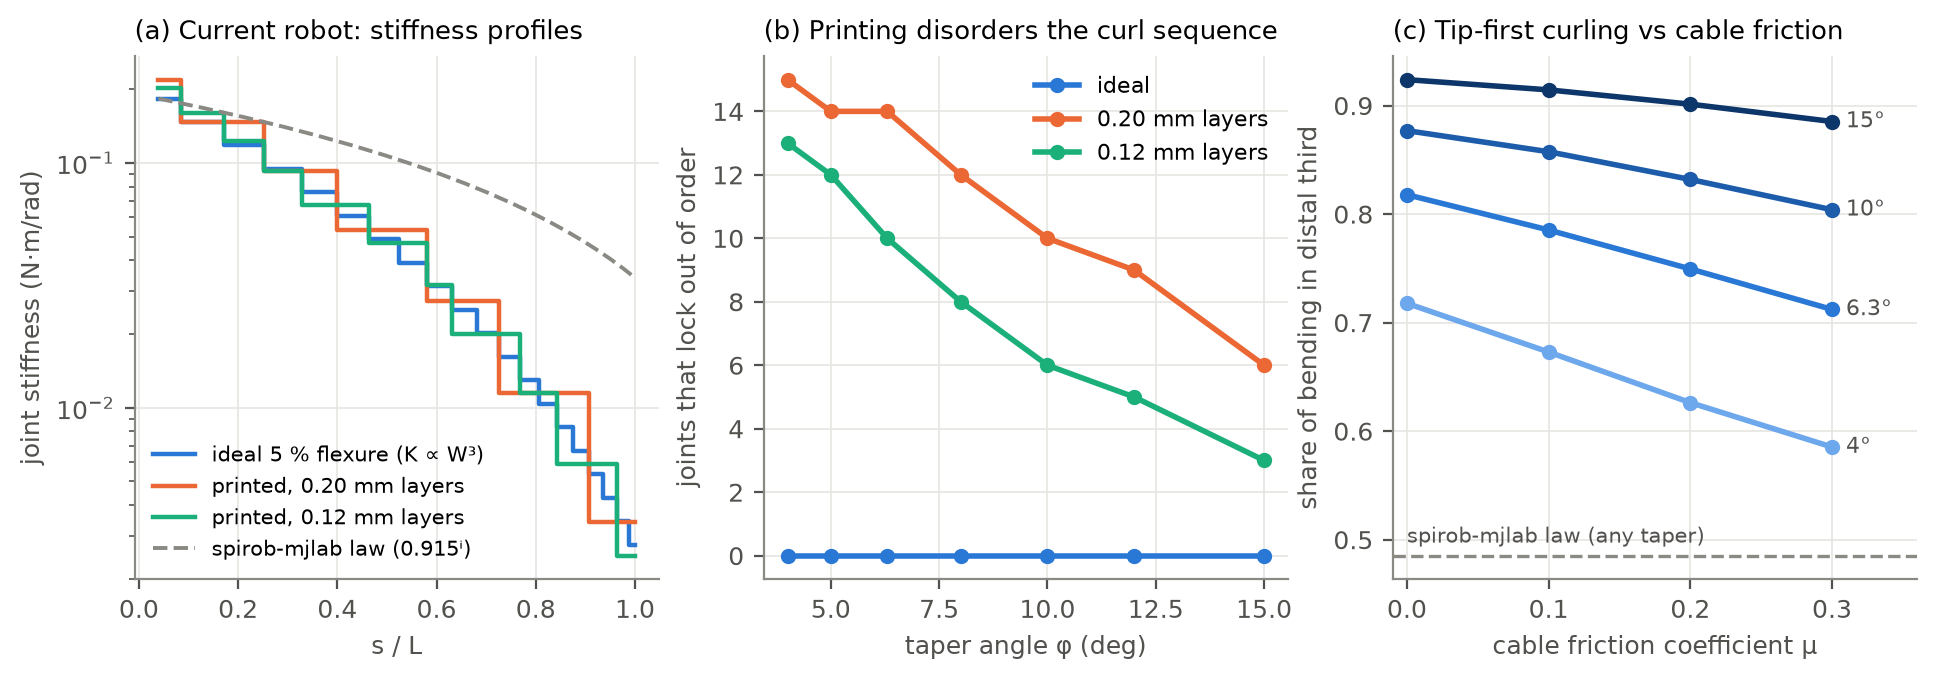 (a) Current robot: stiffness profiles
joint stiffness (N·m/rad)
10⁻¹
10⁻²
ideal 5 % flexure (K ∝ W³)
printed, 0.20 mm layers
printed, 0.12 mm layers
spirob-mjlab law (0.915ⁱ)
0.0 0.2 0.4 0.6 0.8 1.0
s / L
(b) Printing disorders the curl sequence
joints that lock out of order
14
12
10
8
6
4
2
0
ideal
0.20 mm layers
0.12 mm layers
5.0 7.5 10.0 12.5 15.0
taper angle φ (deg)
(c) Tip-first curling vs cable friction
share of bending in distal third
0.9
0.8
0.7
0.6
0.5
15°
10°
6.3°
4°
spirob-mjlab law (any taper)
0.0 0.1 0.2 0.3
cable friction coefficient μ